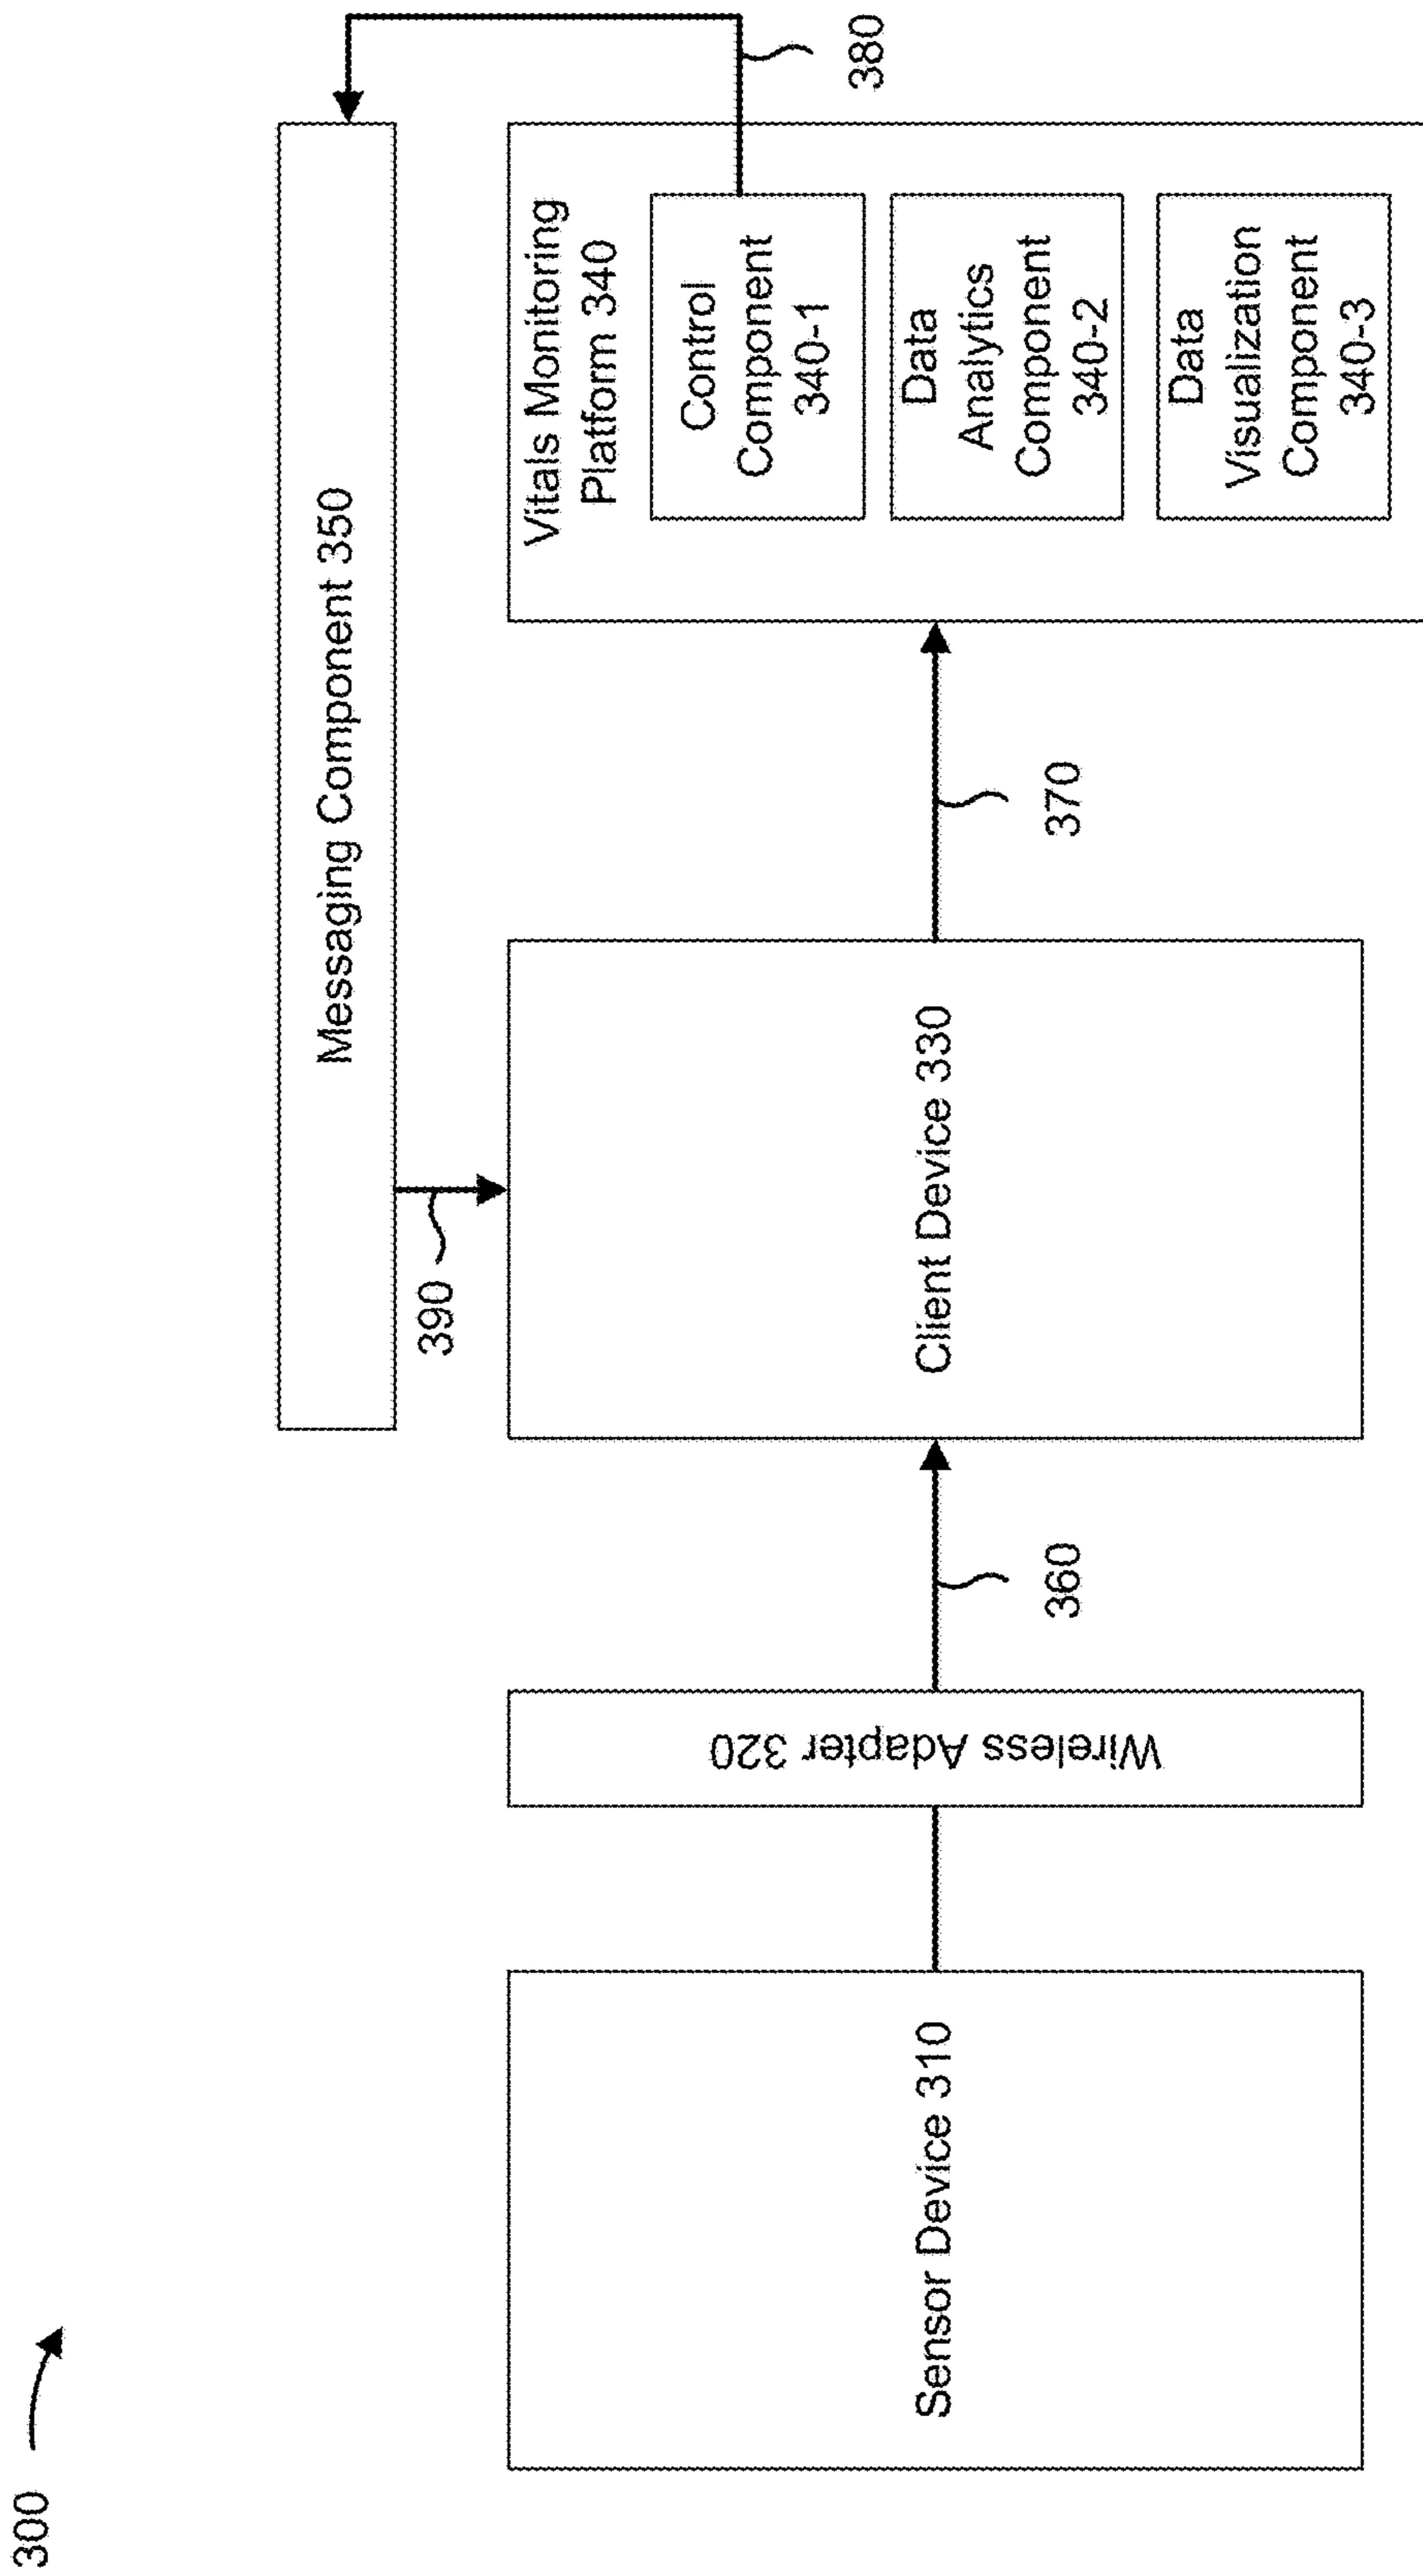 300
Messaging Component 350
380
390
Sensor Device 310
Wireless Adapter 320
360
Client Device 330
370
Vitals Monitoring
Platform 340
Control
Component
340-1
Data
Analytics
Component
340-2
Data
Visualization
Component
340-3